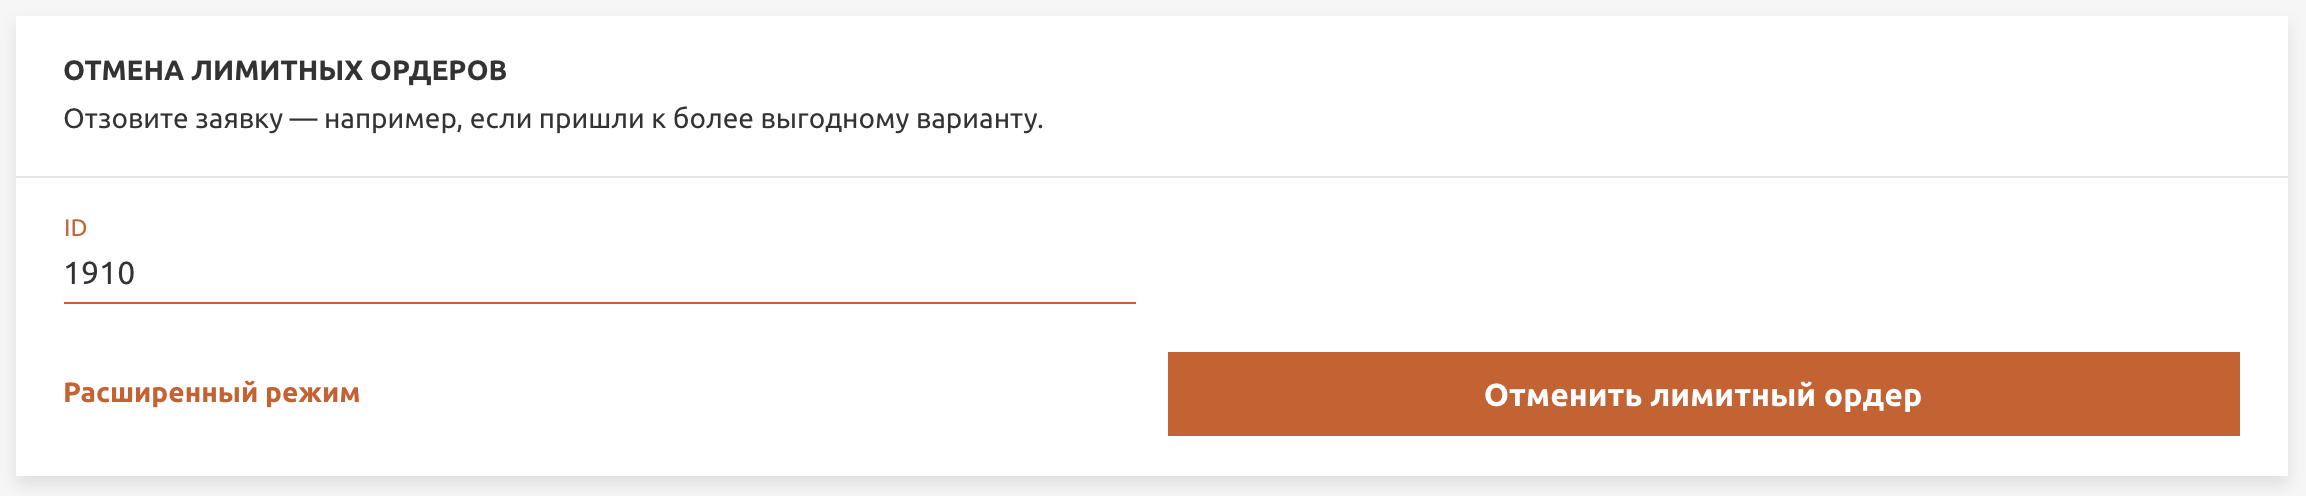 ОТМЕНА ЛИМИТНЫХ ОРДЕРОВ
Отзовите заявку — например, если пришли к более выгодному варианту.
ID
1910
Расширенный режим
Отменить лимитный ордер